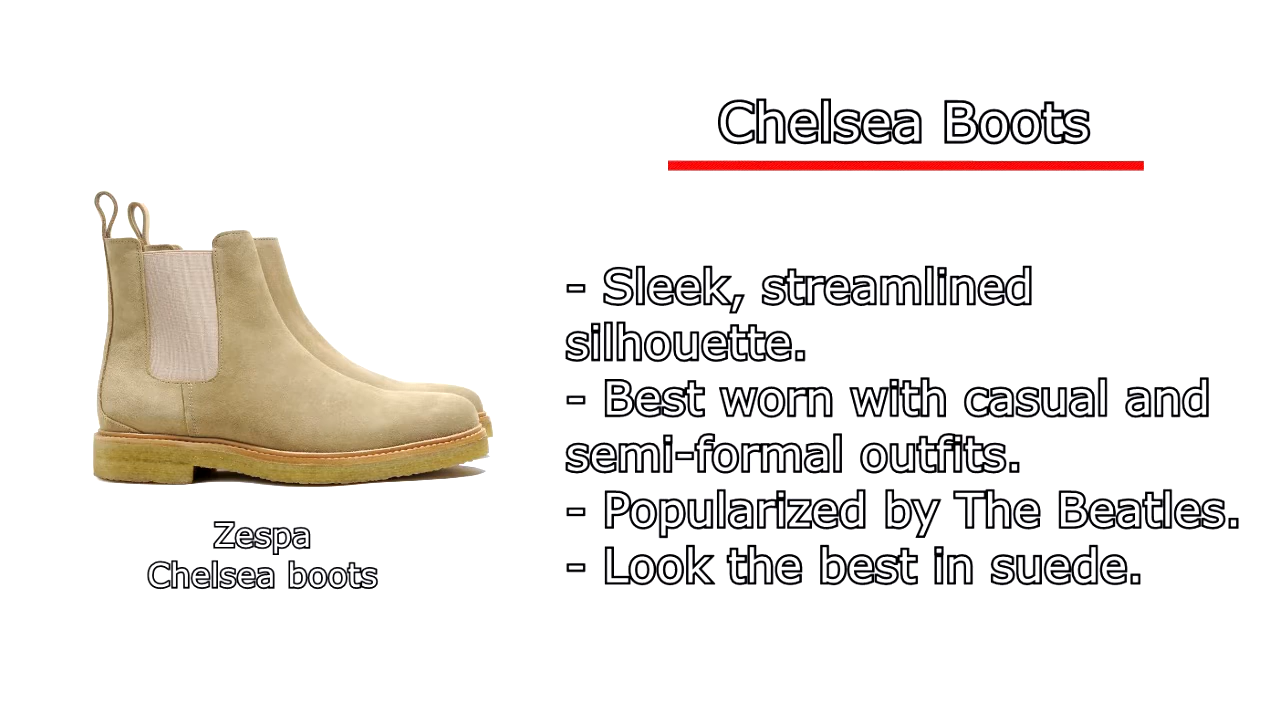 Chelsea Boots
- Sleek, streamlined
silhouette.
- Best worn with casual and
semi-formal outfits.
- Popularized by The Beatles.
- Look the best in suede.
Zespa
Chelsea boots